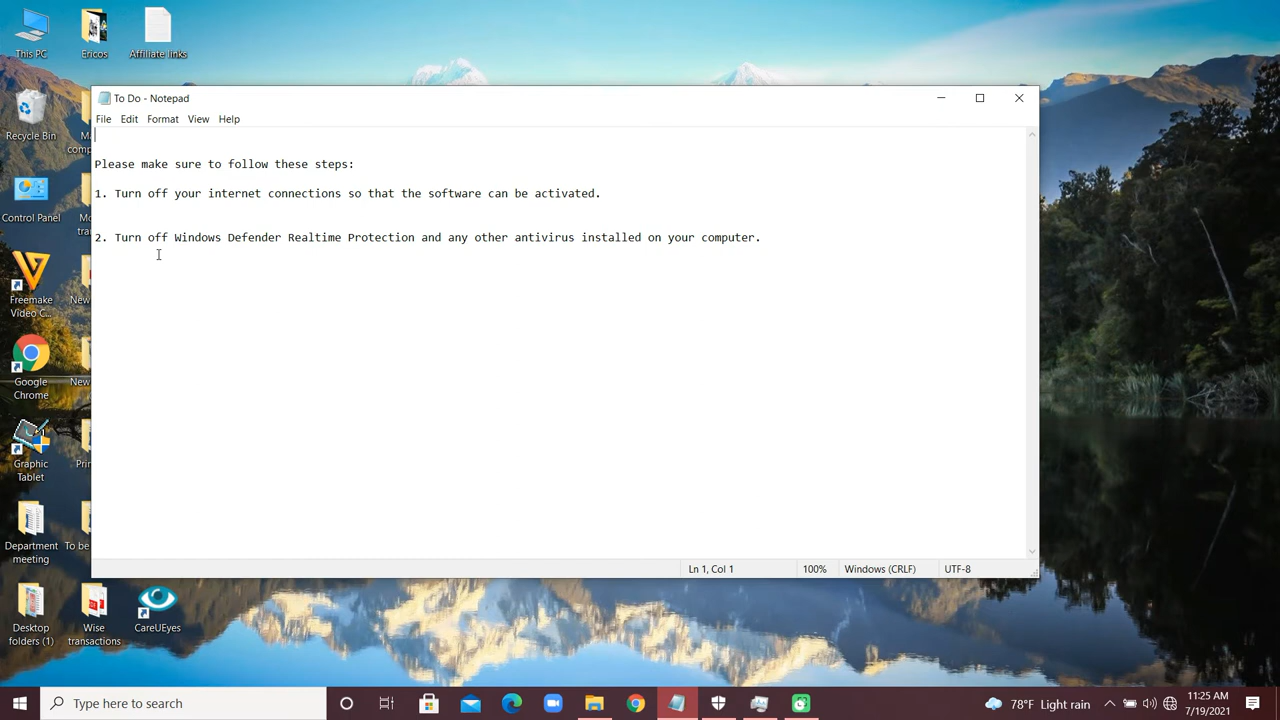 This PC
Ericos
Affiliate links
To Do - Notepad
File Edit Format View Help
Please make sure to follow these steps:
1. Turn off your internet connections so that the software can be activated.
2. Turn off Windows Defender Realtime Protection and any other antivirus installed on your computer.
Ln 1, Col 1
100%
Windows (CRLF)
UTF-8
Recycle Bin
Control Panel
Freemake
Video C...
New
Google
Chrome
New
Graphic
Tablet
Department
meeting
To be
Desktop
folders (1)
Wise
transactions
CareUEyes
Type here to search
78°F Light rain
11:25 AM
7/19/2021